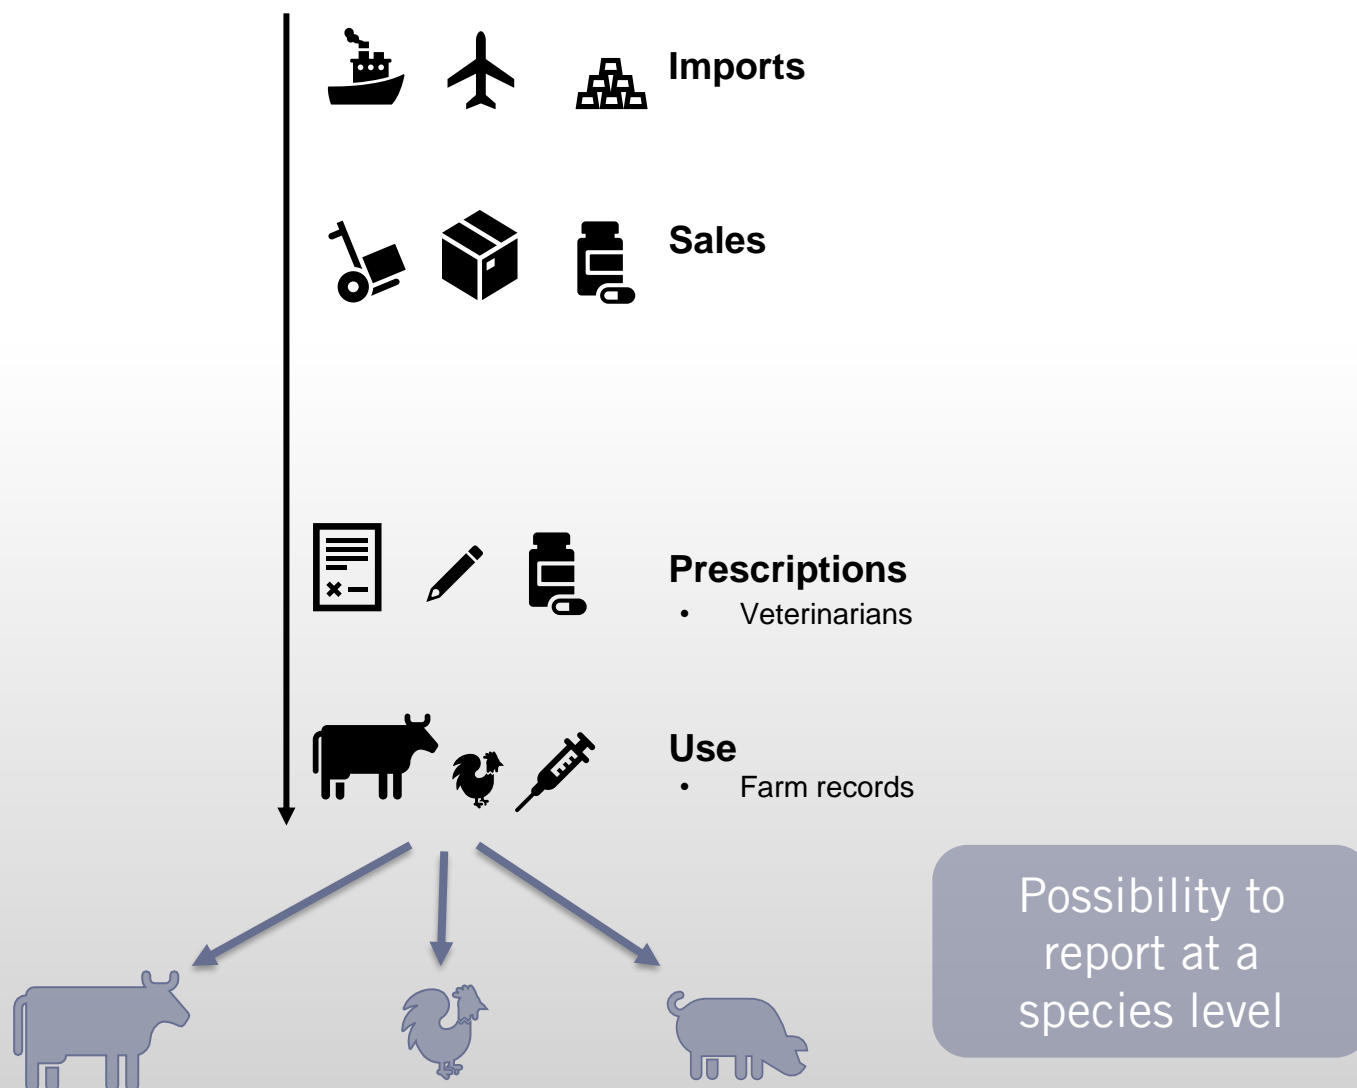 Imports
Sales
Prescriptions
• Veterinarians
Use
• Farm records
Possibility to
report at a
species level